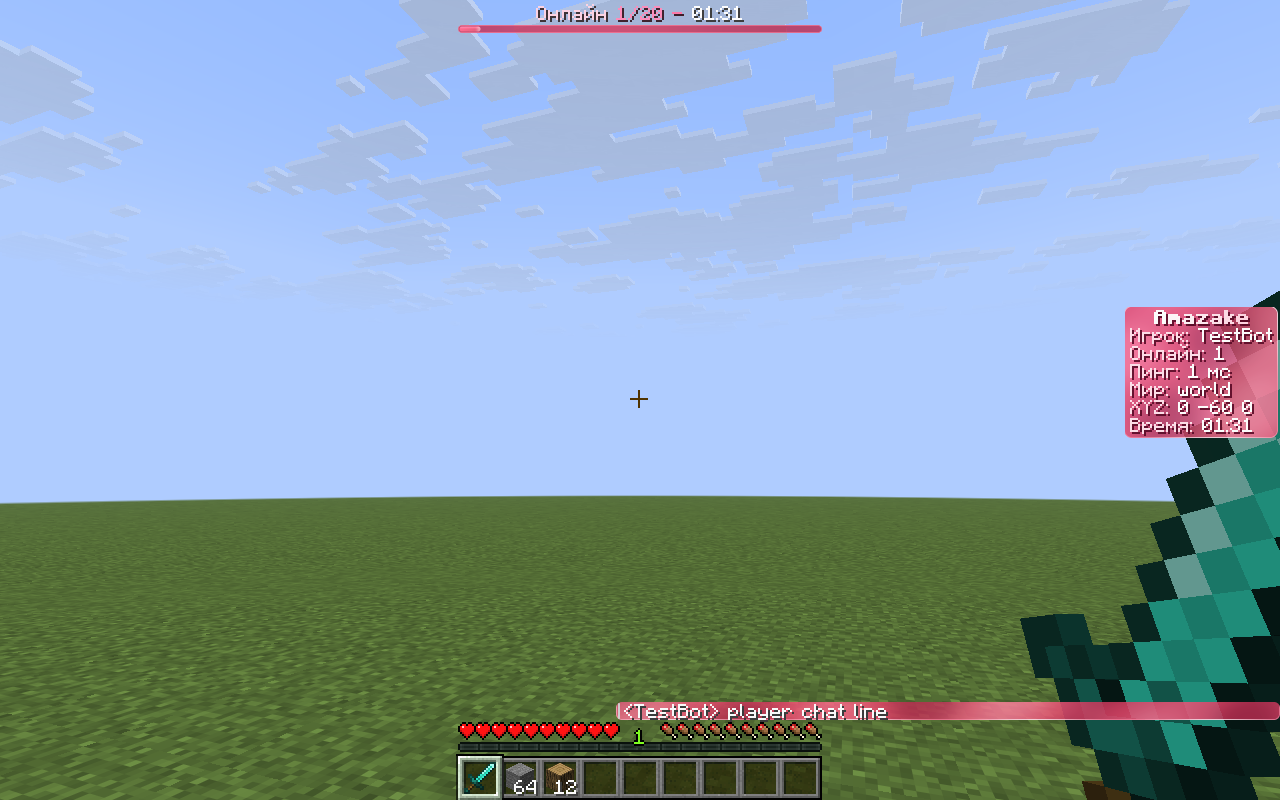 Онлайн 1/20 - 01:31
Amazake
Игрок: TestBot
Онлайн: 1
Пинг: 1 мс
Мир: world
XYZ: 0 -60 0
Время: 01:31
<TestBot> player chat line
1
64 12